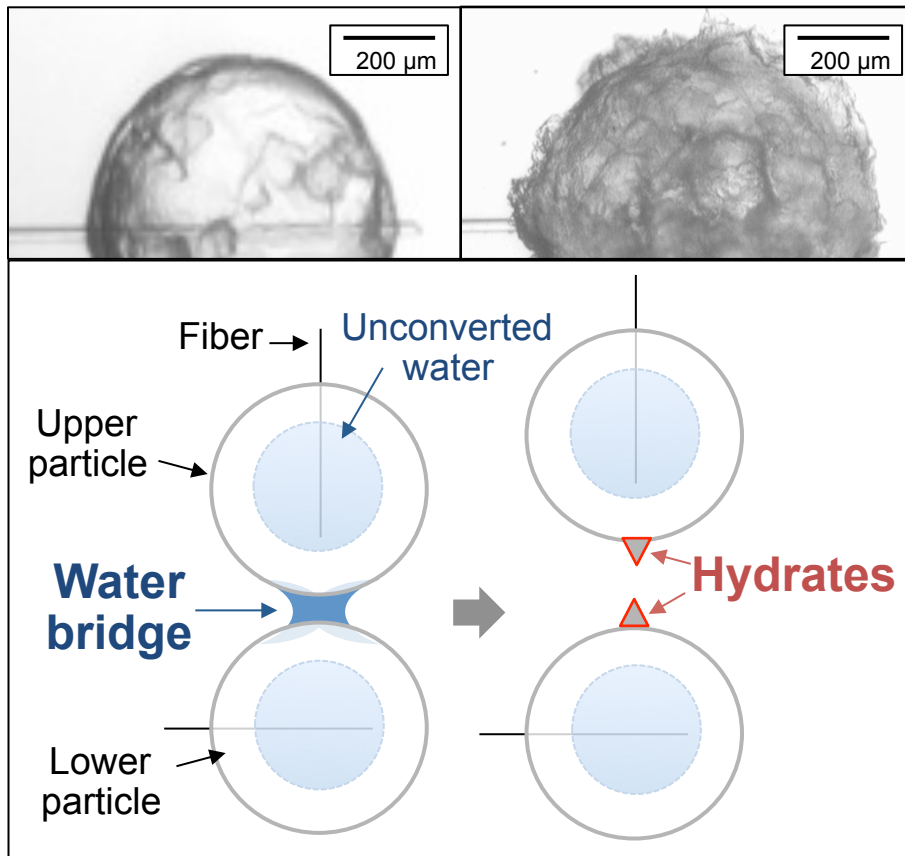 200 µm
200 µm
Fiber
Unconverted
water
Upper
particle
Water
bridge
Hydrates
Lower
particle